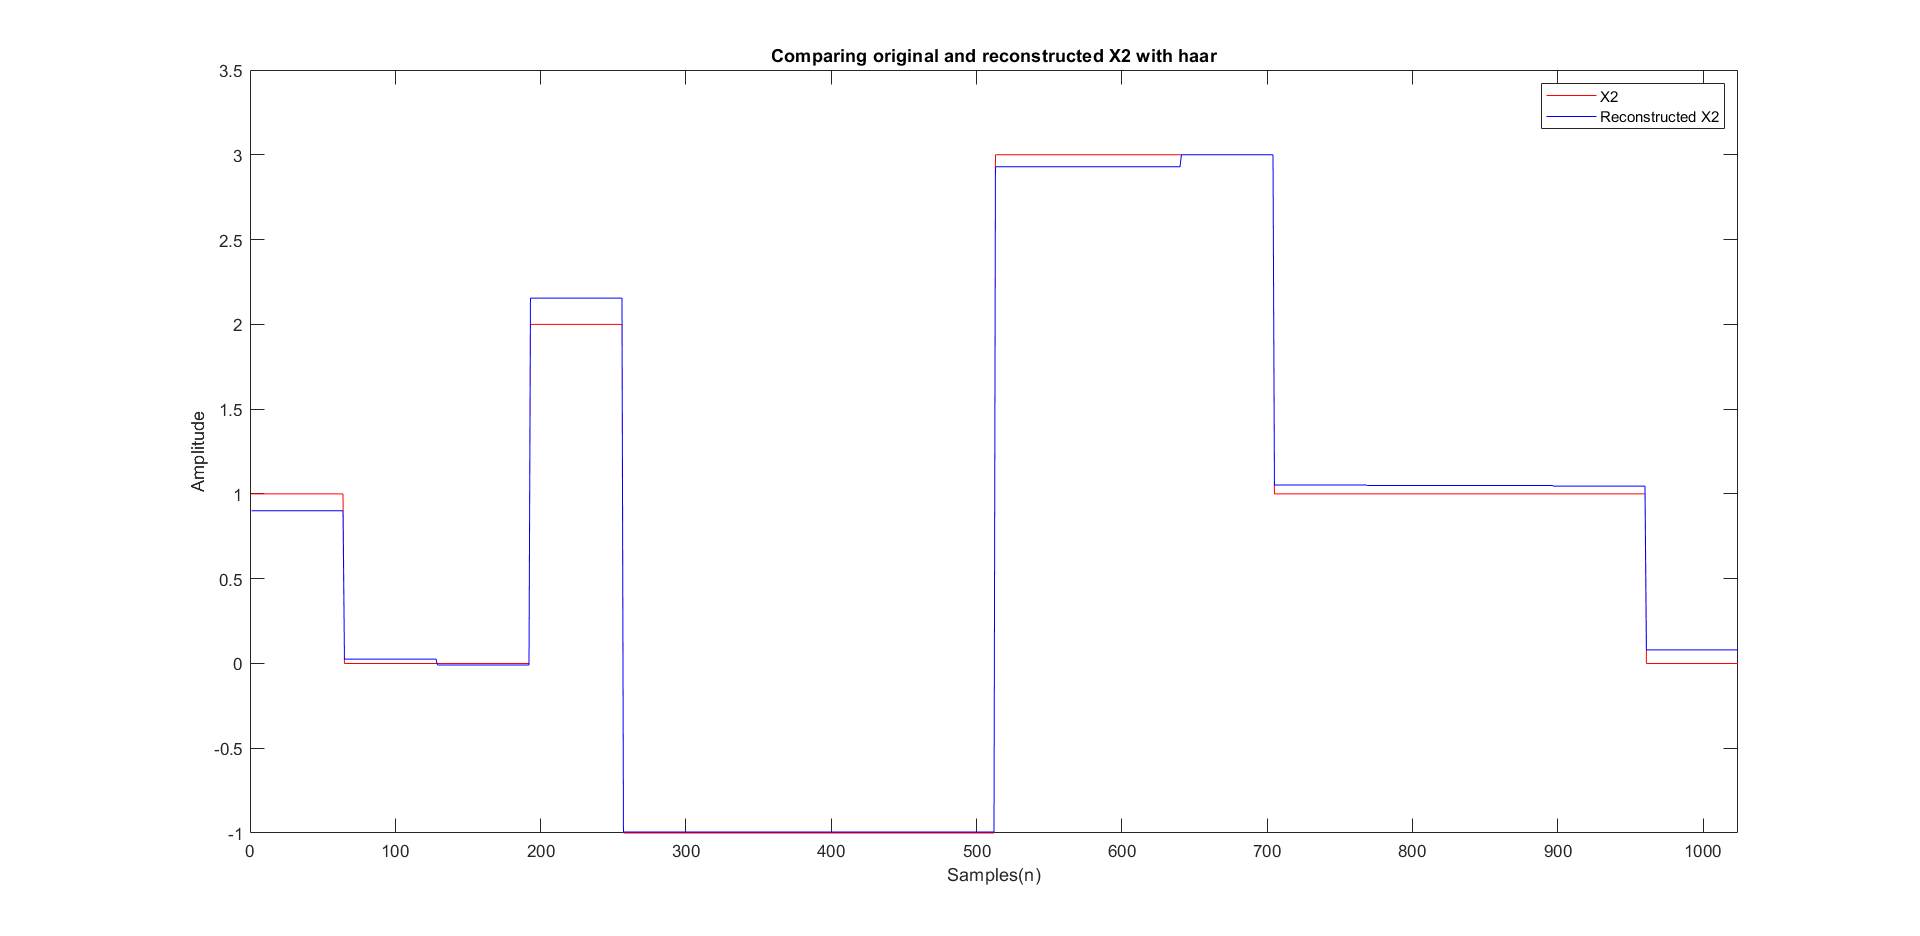 Comparing original and reconstructed X2 with haar
3.5
3
2.5
2
1.5
1
0.5
0
-0.5
-1
Amplitude
X2
Reconstructed X2
0 100 200 300 400 500 600 700 800 900 1000
Samples(n)